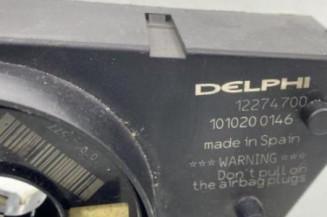 DELPHI
12274700
101020 0146
made in Spain
*** WARNING ***
Don't pull on
the airbag plugs